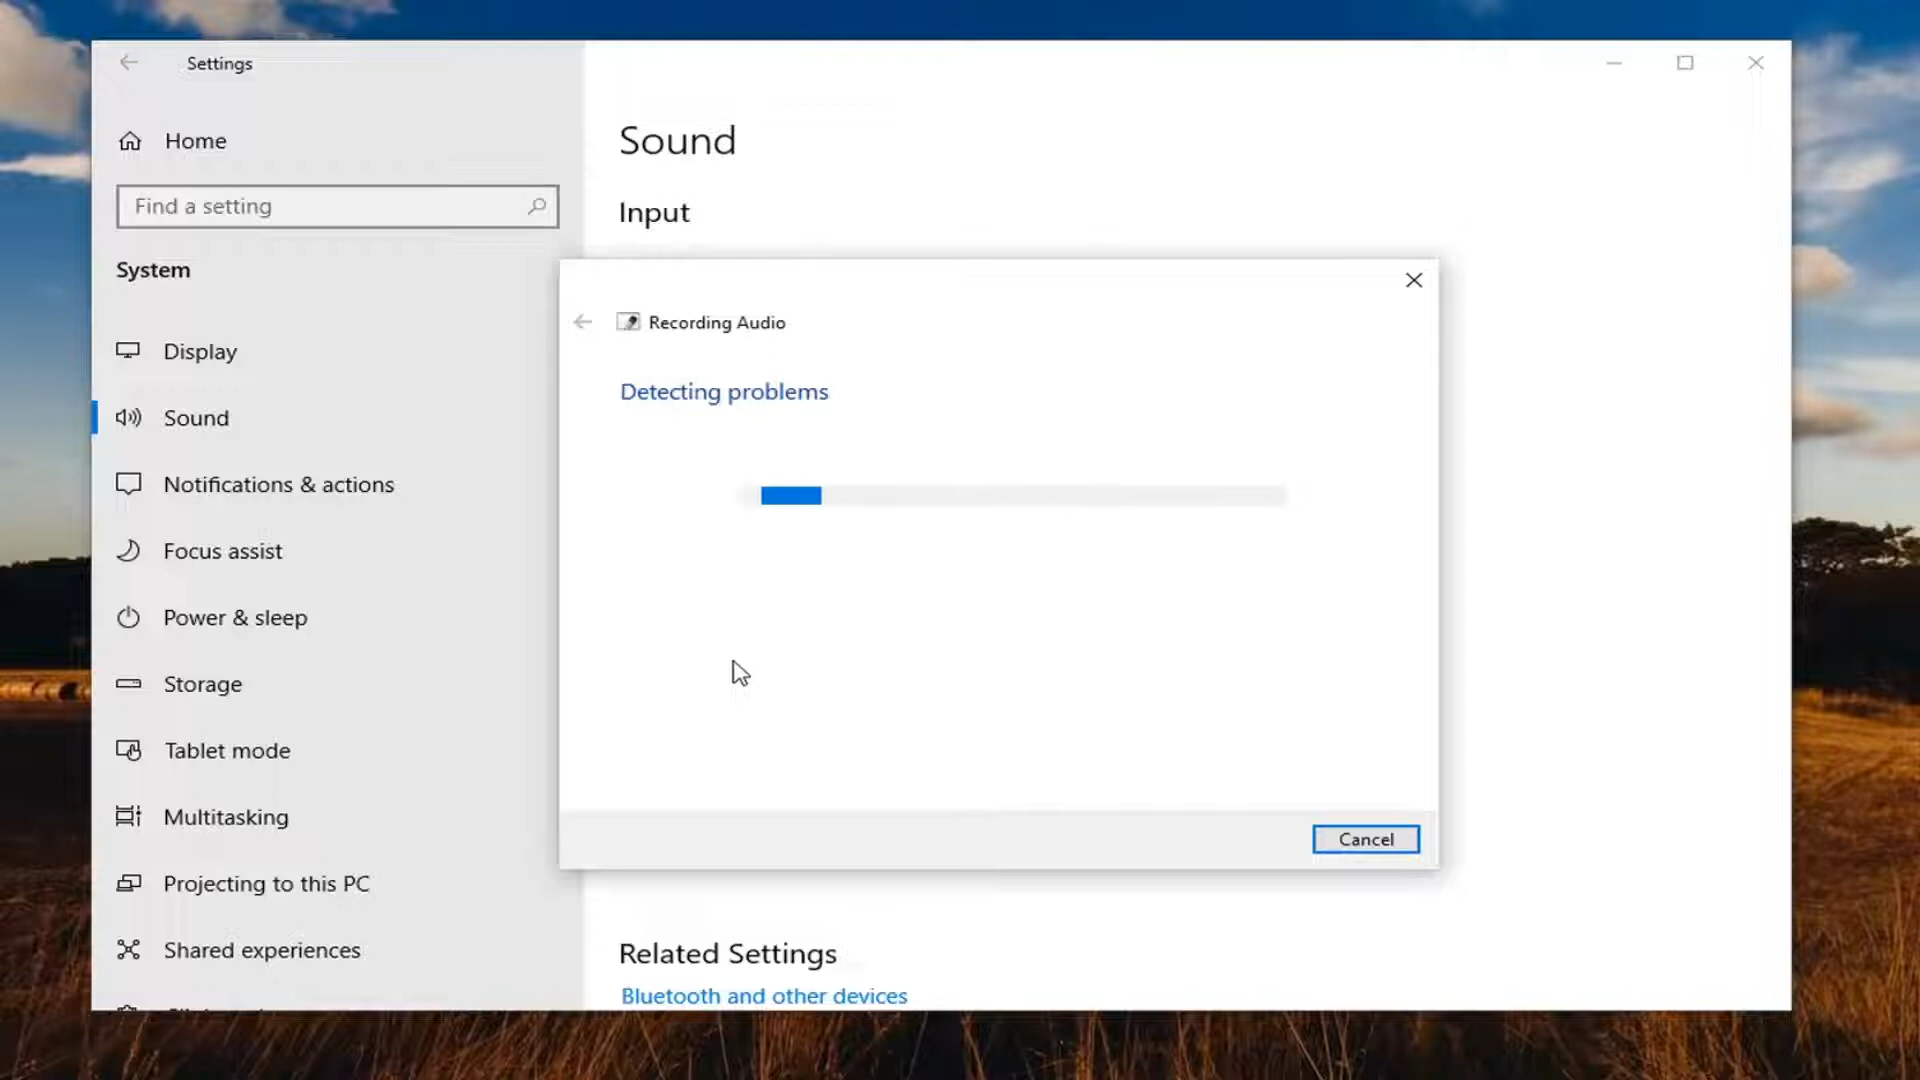 Settings
Home
Find a setting
System
Display
Sound
Notifications & actions
Focus assist
Power & sleep
Storage
Tablet mode
Multitasking
Projecting to this PC
Shared experiences
Sound
Input
Recording Audio
Detecting problems
Cancel
Related Settings
Bluetooth and other devices